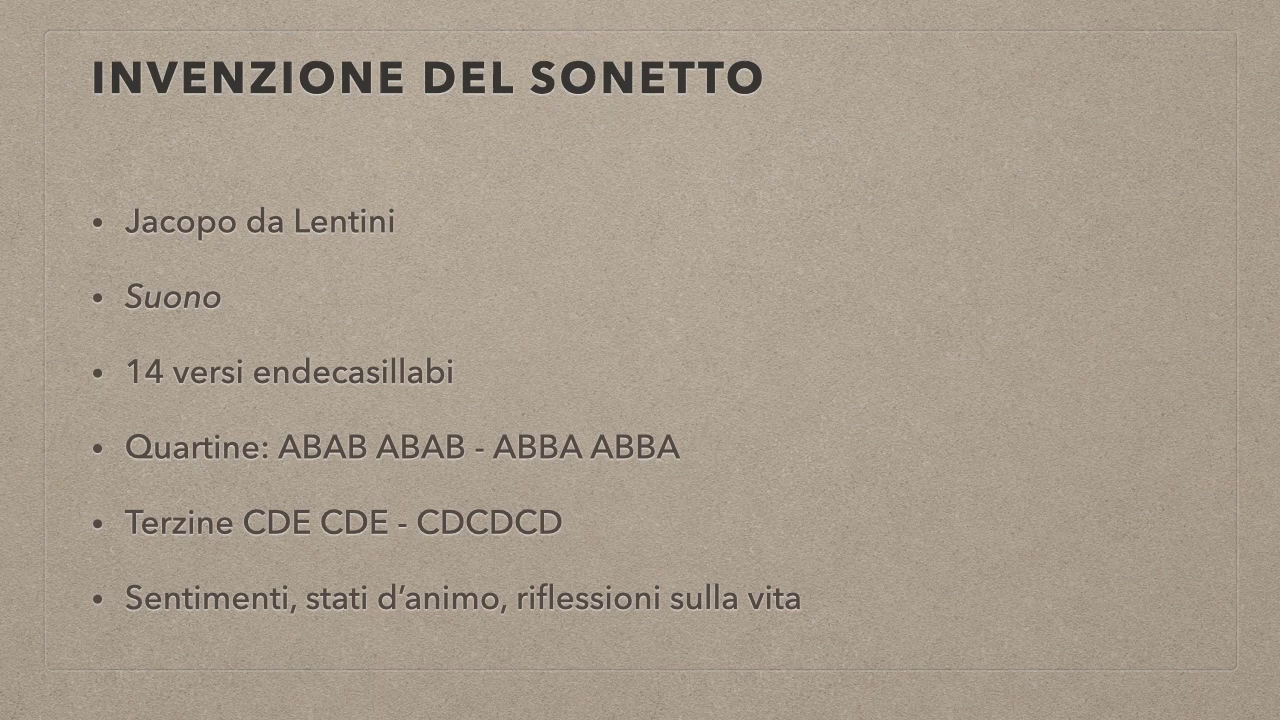 INVENZIONE DEL SONETTO
• Jacopo da Lentini
• Suono
• 14 versi endecasillabi
• Quartine: ABAB ABAB - ABBA ABBA
• Terzine CDE CDE - CDCDCD
• Sentimenti, stati d’animo, riflessioni sulla vita